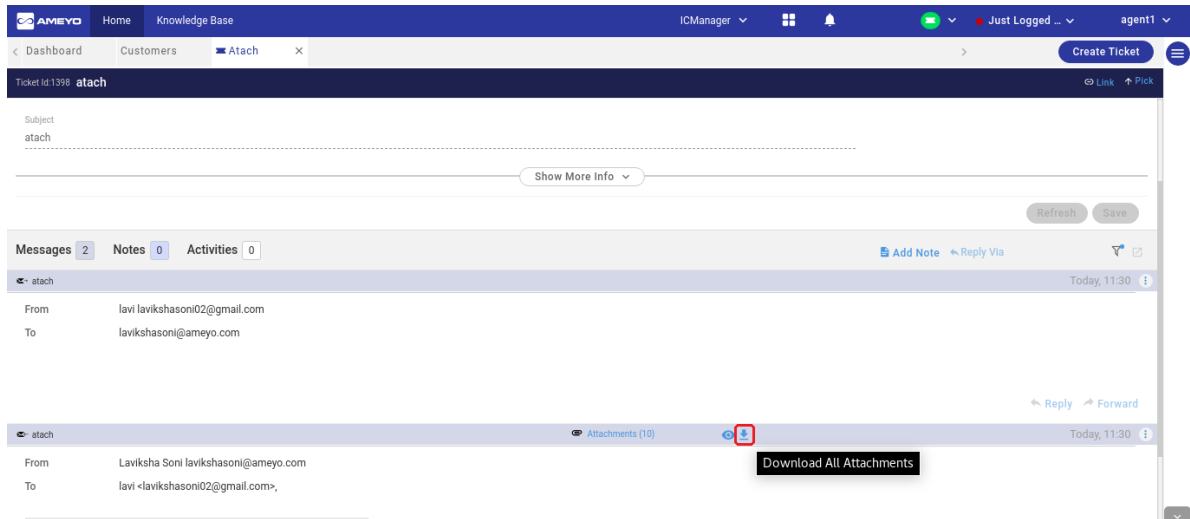 AMEYO Home Knowledge Base ICManager Just Logged ... agent1
Dashboard Customers Atach Create Ticket
Ticket Id:1398 atach Link Pick
Subject
atach
Show More Info
Refresh Save
Messages 2 Notes 0 Activities 0 Add Note Reply Via
atach Today, 11:30
From lavi lavikshasoni02@gmail.com
To lavikshasoni@ameyo.com
Reply Forward
atach Attachments (10) Today, 11:30
Download All Attachments
From Laviksha Soni lavikshasoni@ameyo.com
To lavi <lavikshasoni02@gmail.com>,